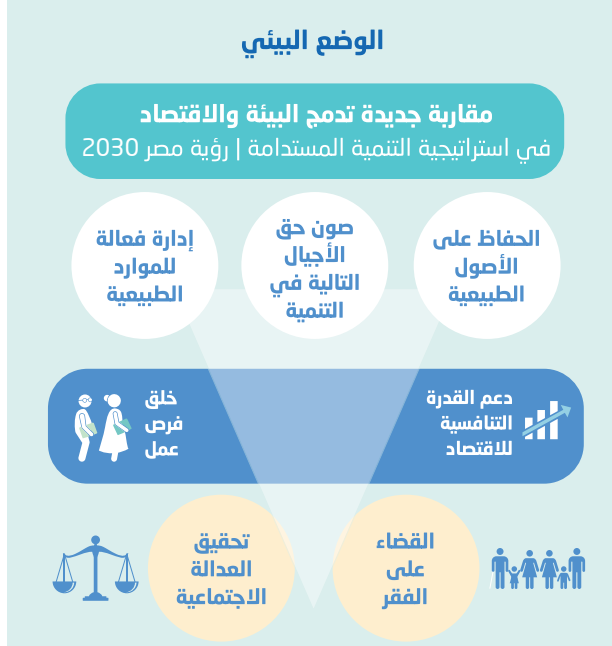 الوضع البيئي
مقاربة جديدة تدمج البيئة والاقتصاد
في استراتيجية التنمية المستدامة | رؤية مصر 2030
الحفاظ على
الأصول
الطبيعية
صون حق
الأجيال
التالية في
التنمية
إدارة فعالة
للموارد
الطبيعية
دعم القدرة
التنافسية
للاقتصاد
خلق
فرص
عمل
القضاء
على
الفقر
تحقيق
العدالة
الاجتماعية